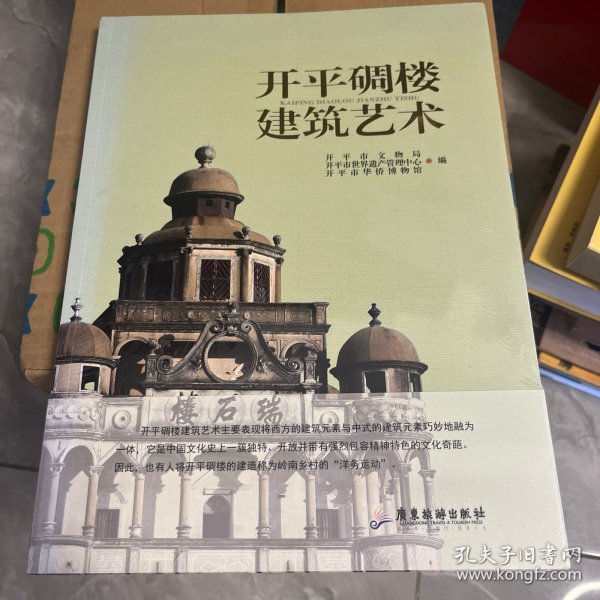 开平碉楼
KAIPING DIAOLOU JIANZHU YISHU
建筑艺术
开平市文物局
开平市世界遗产管理中心 编
开平市华侨博物馆
楼石瑞
开平碉楼建筑艺术主要表现将西方的建筑元素与中式的建筑元素巧妙地融为
一体，它是中国文化史上一簇独特、开放并带有强烈包容精神特色的文化奇葩。
因此，也有人将开平碉楼的建造称为岭南乡村的“洋务运动”。
廣東旅游出版社
GUANGDONG TRAVEL & TOURISM PRESS
孔夫子旧书网
www.kongfz.com